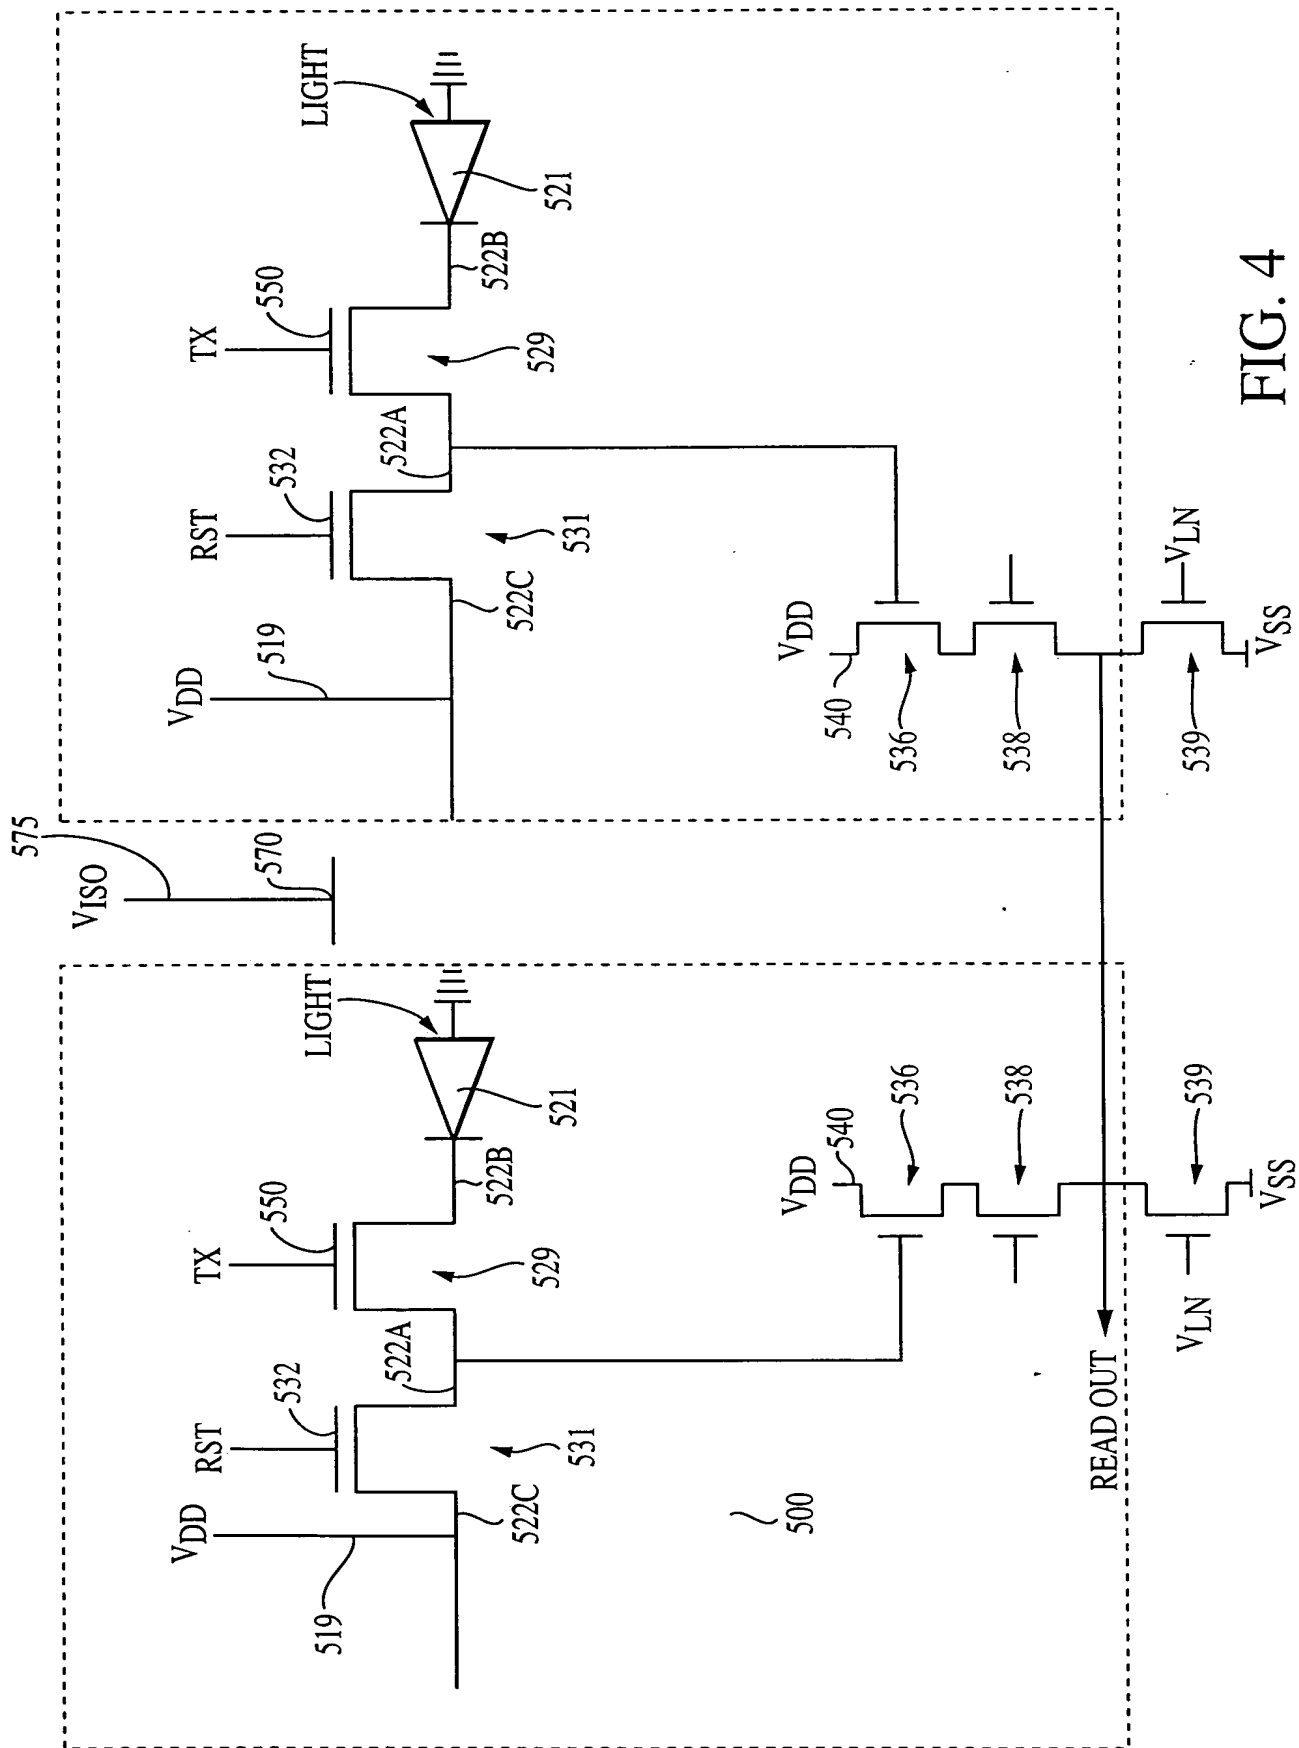 575
VISO
570
VDD
519
RST
532
TX
550
LIGHT
522A
522B
522C
531
529
521
VDD
519
RST
532
TX
550
LIGHT
522A
522B
522C
531
529
521
500
VDD
540
536
538
539
VLN
VSS
VDD
540
536
538
539
VLN
VSS
READ OUT
FIG. 4